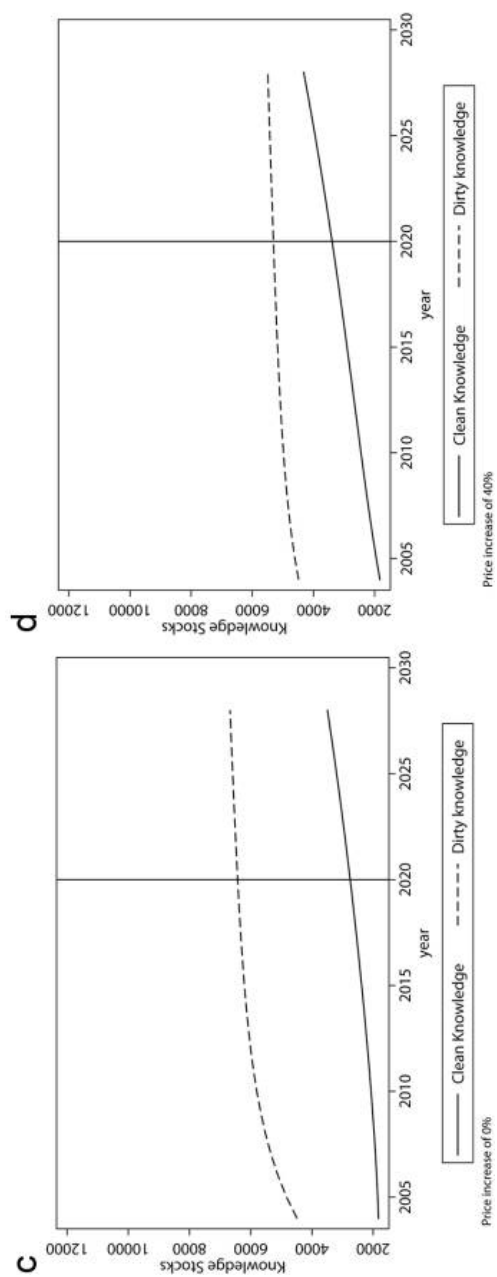 c
Knowledge Stocks
12000
10000
8000
6000
4000
2000
2005
2010
2015
2020
2025
2030
year
Clean Knowledge
Dirty knowledge
Price increase of 0%
d
Knowledge Stocks
12000
10000
8000
6000
4000
2000
2005
2010
2015
2020
2025
2030
year
Clean Knowledge
Dirty knowledge
Price increase of 40%